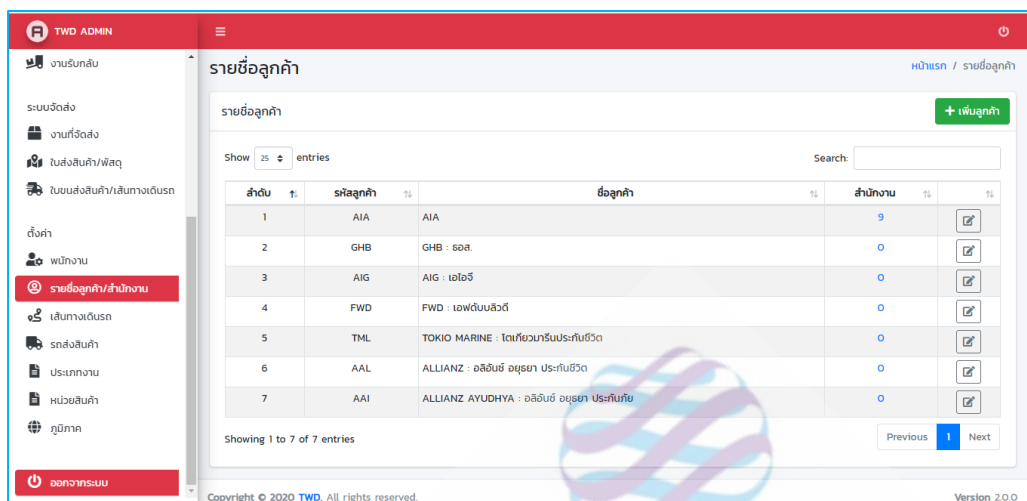 TWD ADMIN
งานรับกลับ
ระบบจัดส่ง
งานที่จัดส่ง
ใบส่งสินค้า/พัสดุ
ใบขนส่งสินค้า/เส้นทางเดินรถ
ตั้งค่า
พนักงาน
รายชื่อลูกค้า/สำนักงาน
เส้นทางเดินรถ
รถส่งสินค้า
ประเภทงาน
หน่วยสินค้า
ภูมิภาค
ออกจากระบบ
รายชื่อลูกค้า
หน้าแรก / รายชื่อลูกค้า
รายชื่อลูกค้า
+ เพิ่มลูกค้า
Show 25 entries Search:
ลำดับ รหัสลูกค้า ชื่อลูกค้า สำนักงาน
1 AIA AIA 9
2 GHB GHB : ธอส. 0
3 AIG AIG : เอไอจี 0
4 FWD FWD : เอฟดับบลิวดี 0
5 TML TOKIO MARINE : โตเกียวมารีนประกันชีวิต 0
6 AAL ALLIANZ : อลิอันซ์ อยุธยา ประกันชีวิต 0
7 AAI ALLIANZ AYUDHYA : อลิอันซ์ อยุธยา ประกันภัย 0
Showing 1 to 7 of 7 entries
Previous 1 Next
Copyright © 2020 TWD. All rights reserved.
Version 2.0.0